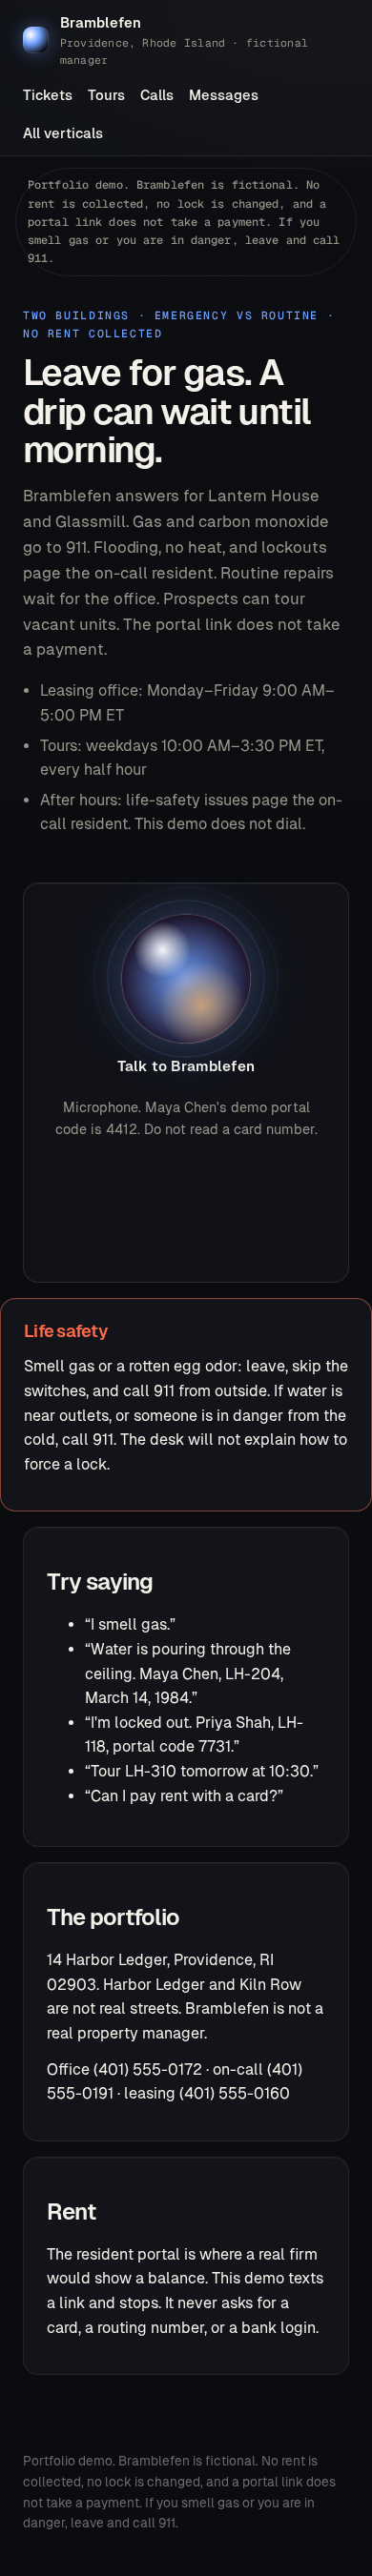 Bramblefen
Providence, Rhode Island · fictional
manager
Tickets Tours Calls Messages
All verticals
Portfolio demo. Bramblefen is fictional. No
rent is collected, no lock is changed, and a
portal link does not take a payment. If you
smell gas or you are in danger, leave and call
911.
TWO BUILDINGS · EMERGENCY VS ROUTINE ·
NO RENT COLLECTED
Leave for gas. A
drip can wait until
morning.
Bramblefen answers for Lantern House
and Glassmill. Gas and carbon monoxide
go to 911. Flooding, no heat, and lockouts
page the on-call resident. Routine repairs
wait for the office. Prospects can tour
vacant units. The portal link does not take
a payment.
• Leasing office: Monday–Friday 9:00 AM–
5:00 PM ET
• Tours: weekdays 10:00 AM–3:30 PM ET,
every half hour
• After hours: life-safety issues page the on-
call resident. This demo does not dial.
Talk to Bramblefen
Microphone. Maya Chen's demo portal
code is 4412. Do not read a card number.
Life safety
Smell gas or a rotten egg odor: leave, skip the
switches, and call 911 from outside. If water is
near outlets, or someone is in danger from the
cold, call 911. The desk will not explain how to
force a lock.
Try saying
• “I smell gas.”
• “Water is pouring through the
ceiling. Maya Chen, LH-204,
March 14, 1984.”
• “I'm locked out. Priya Shah, LH-
118, portal code 7731.”
• “Tour LH-310 tomorrow at 10:30.”
• “Can I pay rent with a card?”
The portfolio
14 Harbor Ledger, Providence, RI
02903. Harbor Ledger and Kiln Row
are not real streets. Bramblefen is not a
real property manager.
Office (401) 555-0172 · on-call (401)
555-0191 · leasing (401) 555-0160
Rent
The resident portal is where a real firm
would show a balance. This demo texts
a link and stops. It never asks for a
card, a routing number, or a bank login.
Portfolio demo. Bramblefen is fictional. No rent is
collected, no lock is changed, and a portal link does
not take a payment. If you smell gas or you are in
danger, leave and call 911.